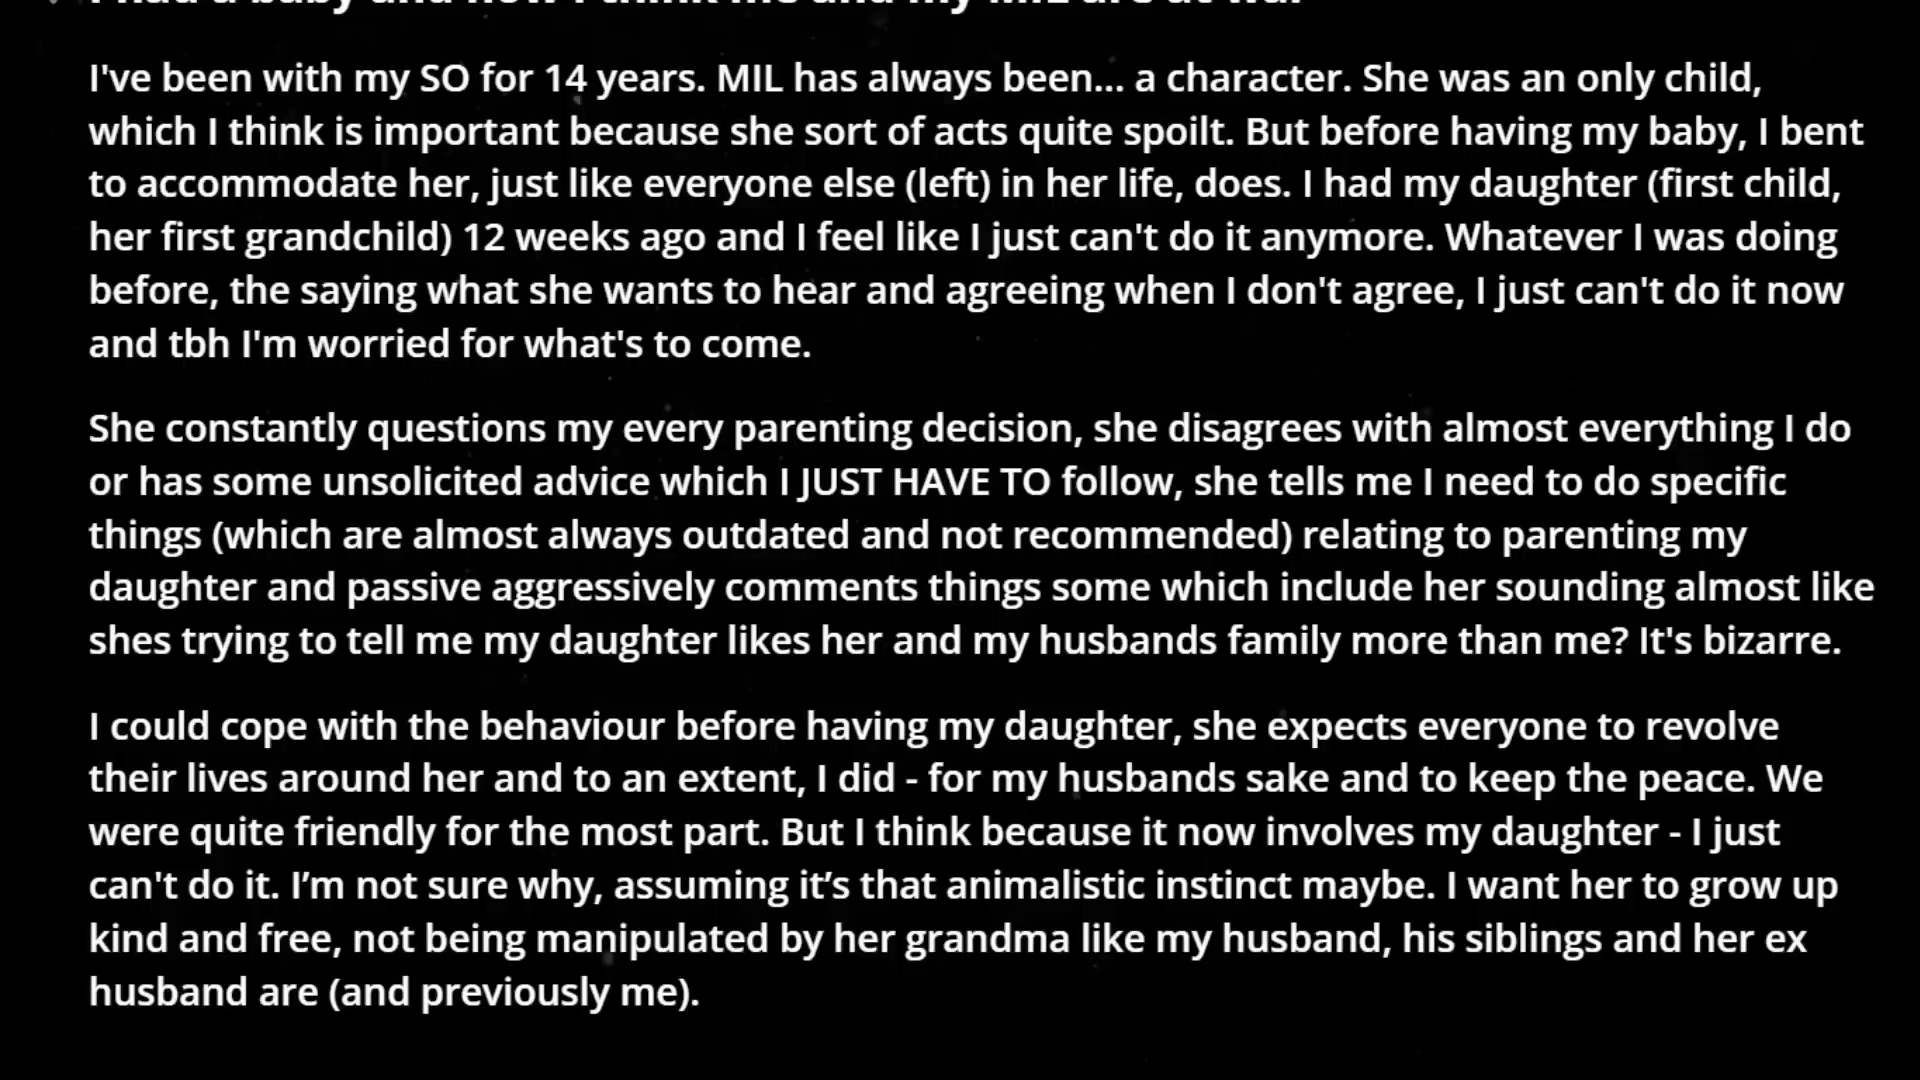 I had a baby and now I think me and my MIL are at war
I've been with my SO for 14 years. MIL has always been... a character. She was an only child,
which I think is important because she sort of acts quite spoilt. But before having my baby, I bent
to accommodate her, just like everyone else (left) in her life, does. I had my daughter (first child,
her first grandchild) 12 weeks ago and I feel like I just can't do it anymore. Whatever I was doing
before, the saying what she wants to hear and agreeing when I don't agree, I just can't do it now
and tbh I'm worried for what's to come.
She constantly questions my every parenting decision, she disagrees with almost everything I do
or has some unsolicited advice which I JUST HAVE TO follow, she tells me I need to do specific
things (which are almost always outdated and not recommended) relating to parenting my
daughter and passive aggressively comments things some which include her sounding almost like
shes trying to tell me my daughter likes her and my husbands family more than me? It's bizarre.
I could cope with the behaviour before having my daughter, she expects everyone to revolve
their lives around her and to an extent, I did - for my husbands sake and to keep the peace. We
were quite friendly for the most part. But I think because it now involves my daughter - I just
can't do it. I’m not sure why, assuming it’s that animalistic instinct maybe. I want her to grow up
kind and free, not being manipulated by her grandma like my husband, his siblings and her ex
husband are (and previously me).